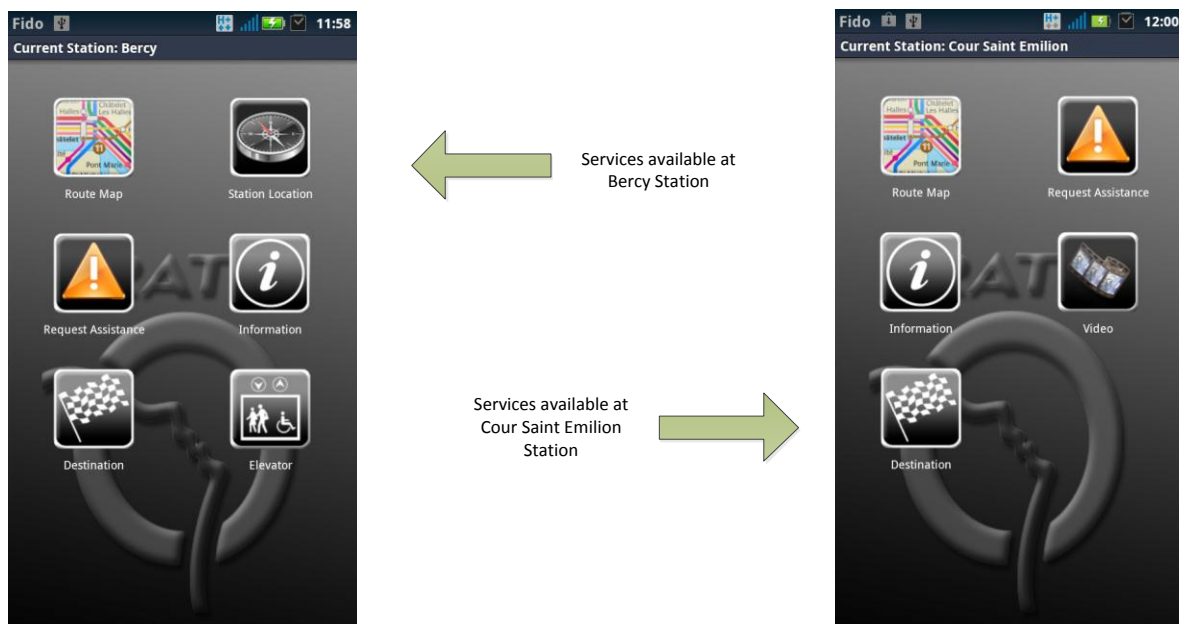 Fido 11:58
Current Station: Bercy
Route Map
Station Location
Request Assistance
Information
Destination
Elevator
Services available at
Bercy Station
Services available at
Cour Saint Emilion
Station
Fido 12:00
Current Station: Cour Saint Emilion
Route Map
Request Assistance
Information
Video
Destination